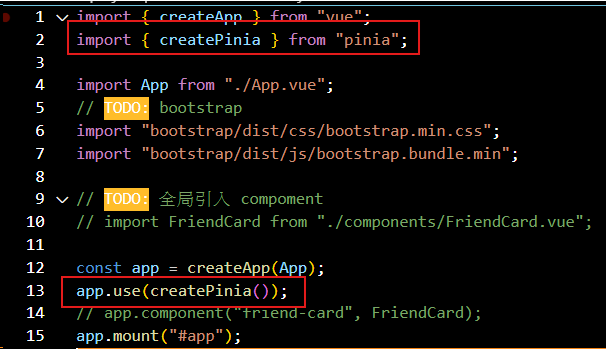 1 import { createApp } from "vue";
2 import { createPinia } from "pinia";
3
4 import App from "./App.vue";
5 // TODO: bootstrap
6 import "bootstrap/dist/css/bootstrap.min.css";
7 import "bootstrap/dist/js/bootstrap.bundle.min";
8
9 // TODO: 全局引入 compoment
10 // import FriendCard from "./components/FriendCard.vue";
11
12 const app = createApp(App);
13 app.use(createPinia());
14 // app.component("friend-card", FriendCard);
15 app.mount("#app");